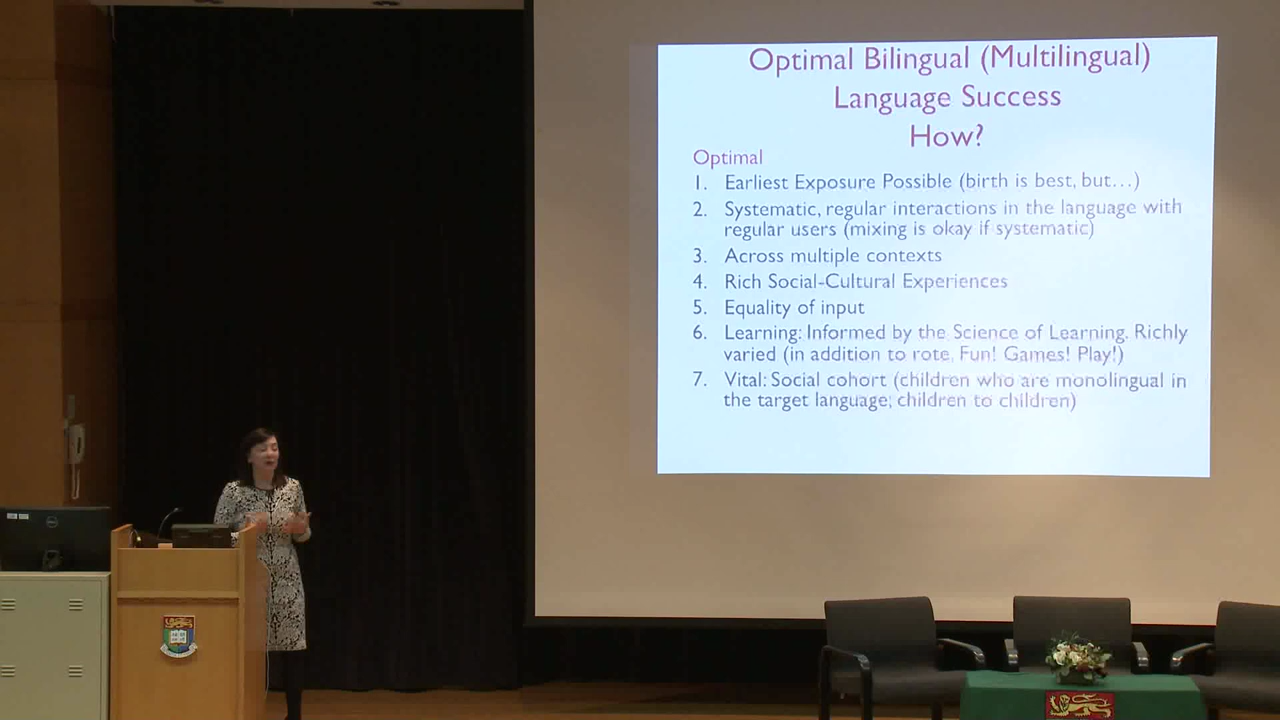 Optimal Bilingual (Multilingual)
Language Success
How?
Optimal
1. Earliest Exposure Possible (birth is best, but…)
2. Systematic, regular interactions in the language with
regular users (mixing is okay if systematic)
3. Across multiple contexts
4. Rich Social-Cultural Experiences
5. Equality of input
6. Learning: Informed by the Science of Learning. Richly
varied (in addition to rote, Fun! Games! Play!)
7. Vital: Social cohort (children who are monolingual in
the target language; children to children)
DELL